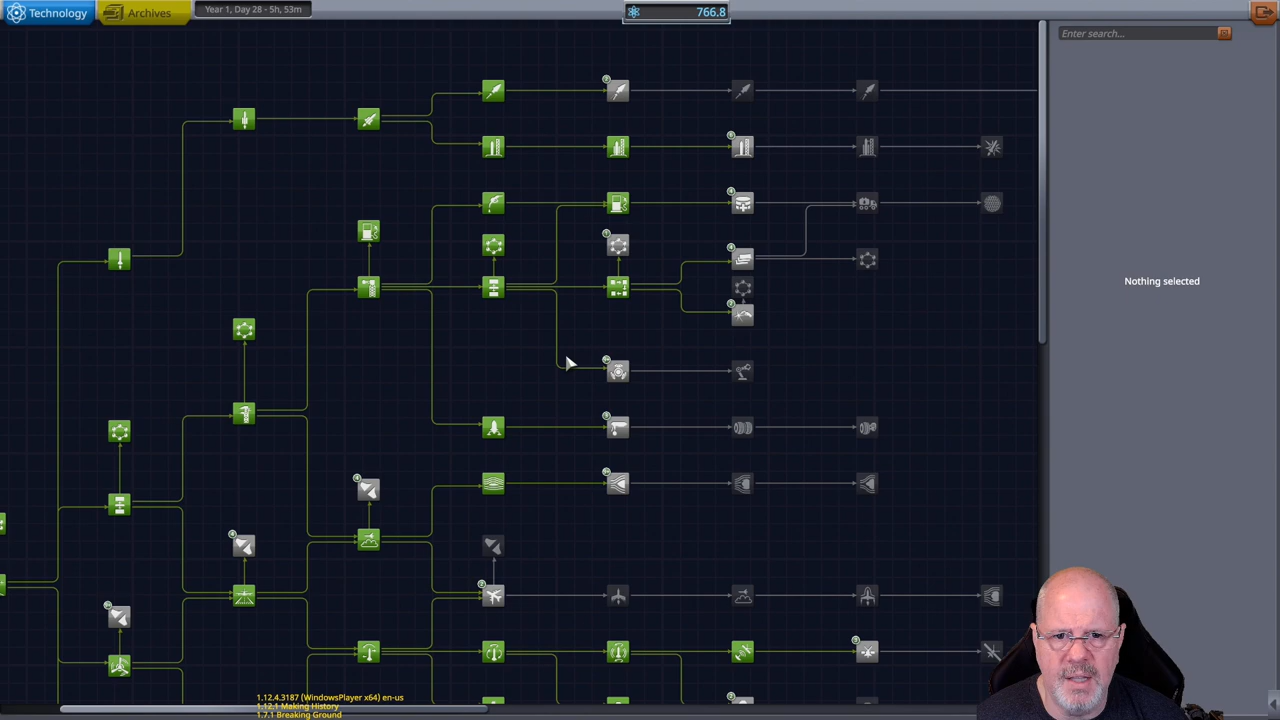 Technology
Archives
Year 1, Day 28 - 5h, 53m
766.8
Enter search...
Nothing selected
1.12.4.3187 (WindowsPlayer x64) en-us
1.12.1 Making History
1.7.1 Breaking Ground